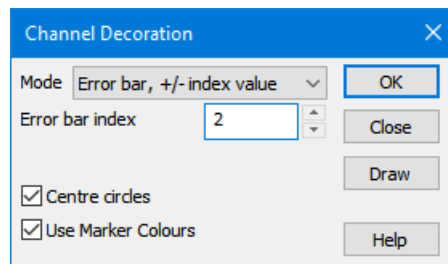 Channel Decoration
Mode Error bar, +/- index value OK
Error bar index 2
Close
Draw
Centre circles
Use Marker Colours
Help